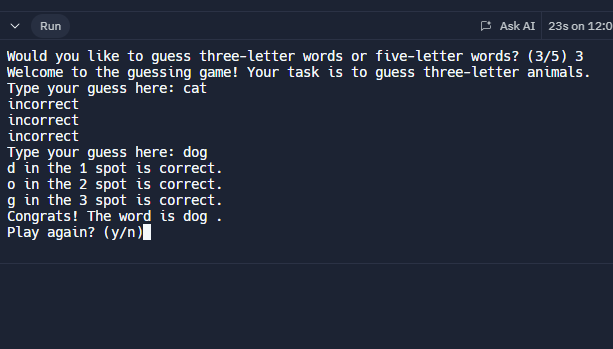 Run Ask AI 23s on 12:0
Would you like to guess three-letter words or five-letter words? (3/5) 3
Welcome to the guessing game! Your task is to guess three-letter animals.
Type your guess here: cat
incorrect
incorrect
incorrect
Type your guess here: dog
d in the 1 spot is correct.
o in the 2 spot is correct.
g in the 3 spot is correct.
Congrats! The word is dog .
Play again? (y/n)